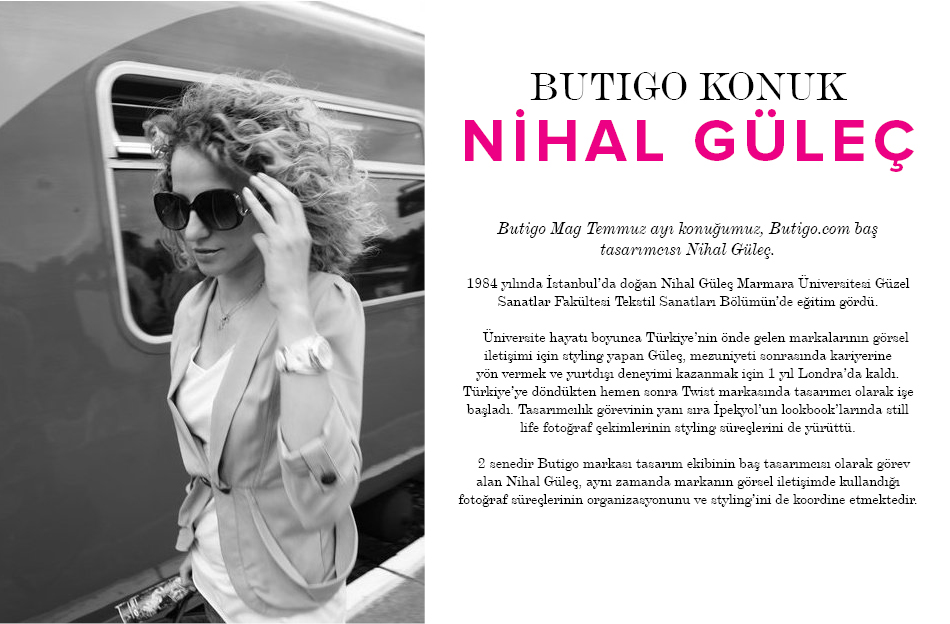 BUTIGO KONUK
NİHAL GÜLEÇ
Butigo Mag Temmuz ayı konuğumuz, Butigo.com baş
tasarımcısı Nihal Güleç.
1984 yılında İstanbul'da doğan Nihal Güleç Marmara Üniversitesi Güzel
Sanatlar Fakültesi Tekstil Sanatları Bölümün'de eğitim gördü.
Üniversite hayatı boyunca Türkiye'nin önde gelen markalarının görsel
iletişimi için styling yapan Güleç, mezuniyeti sonrasında kariyerine
yön vermek ve yurtdışı deneyimi kazanmak için 1 yıl Londra'da kaldı.
Türkiye'ye döndükten hemen sonra Twist markasında tasarımcı olarak işe
başladı. Tasarımcılık görevinin yanı sıra İpekyol'un lookbook'larında still
life fotoğraf çekimlerinin styling süreçlerini de yürüttü.
2 senedir Butigo markası tasarım ekibinin baş tasarımcısı olarak görev
alan Nihal Güleç, aynı zamanda markanın görsel iletişimde kullandığı
fotoğraf süreçlerinin organizasyonunu ve styling'ini de koordine etmektedir.